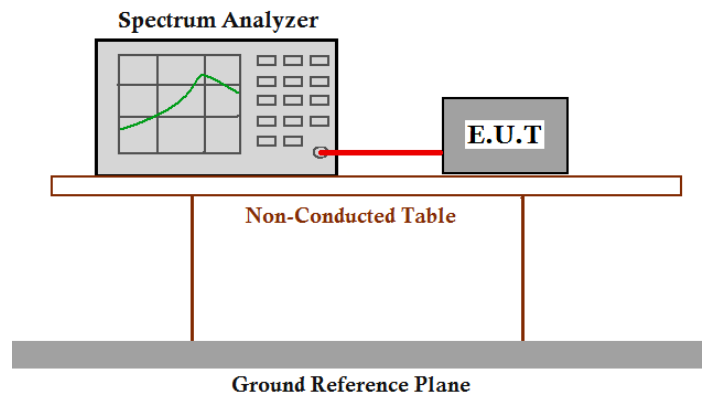 Spectrum Analyzer
E.U.T
Non-Conducted Table
Ground Reference Plane